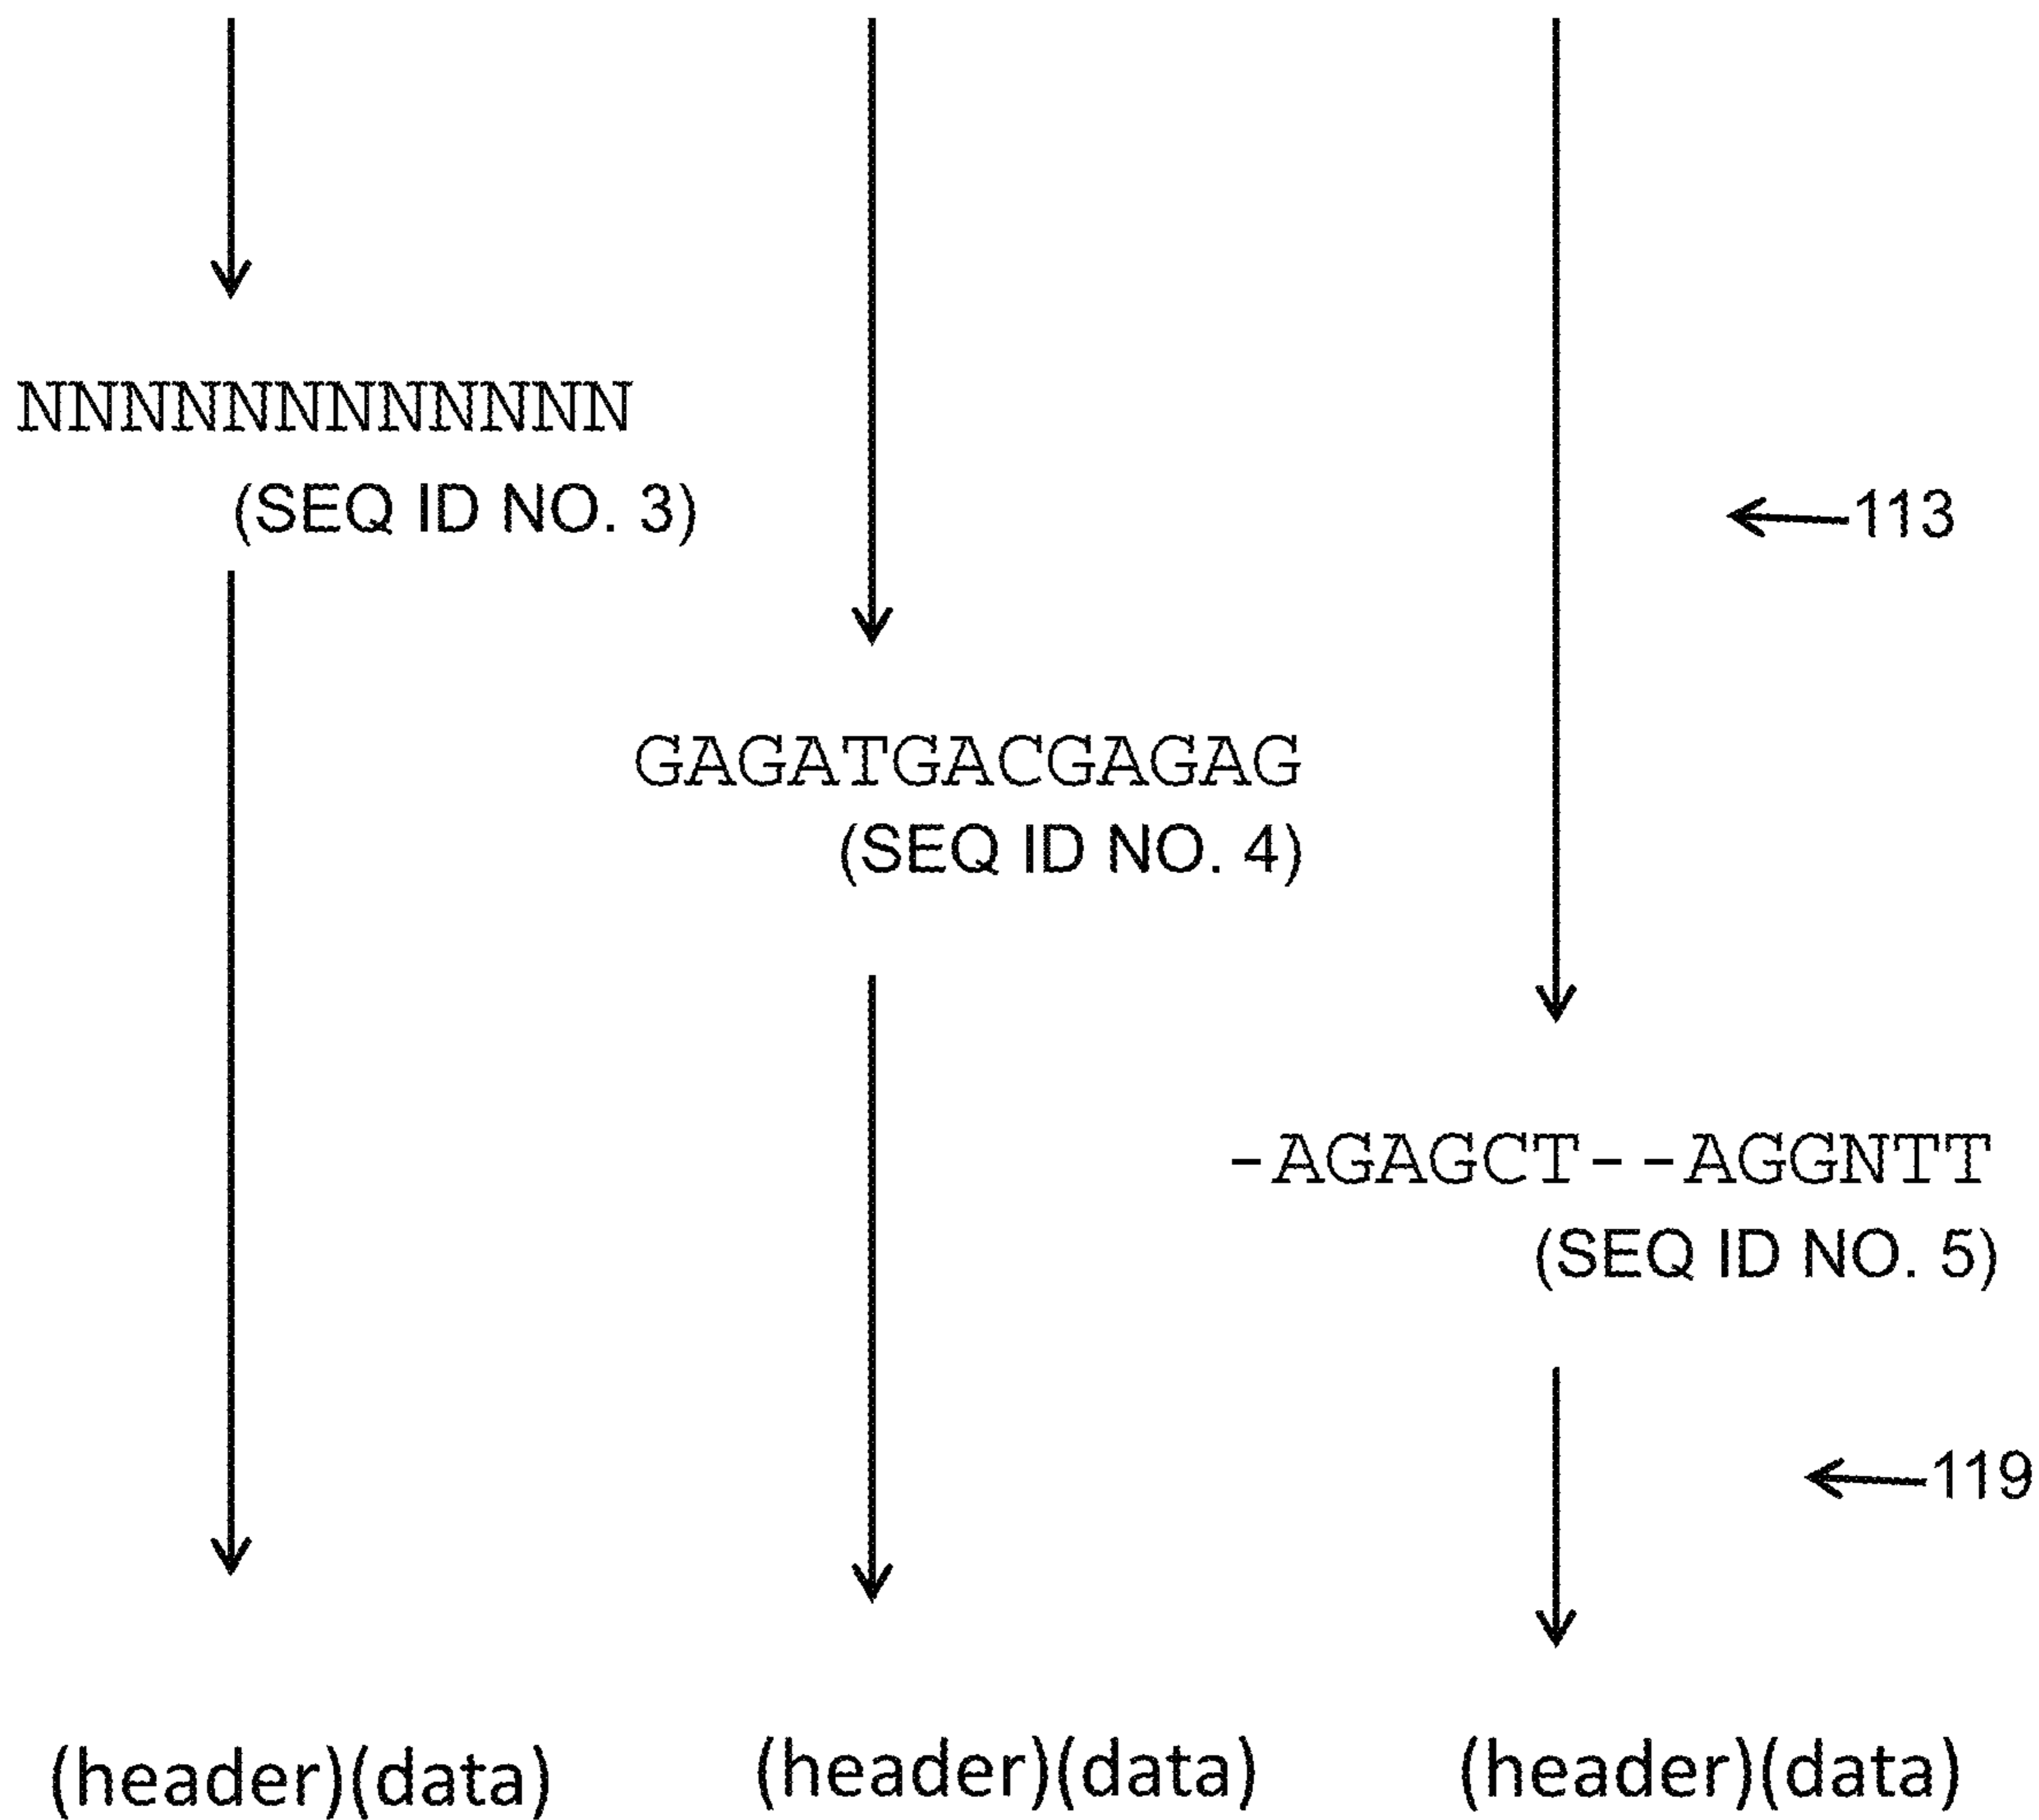 NNNNNNNNNNNN
(SEQ ID NO. 3)
113
GAGATGACGAGAG
(SEQ ID NO. 4)
-AGAGCT--AGGNTT
(SEQ ID NO. 5)
119
(header)(data) (header)(data) (header)(data)